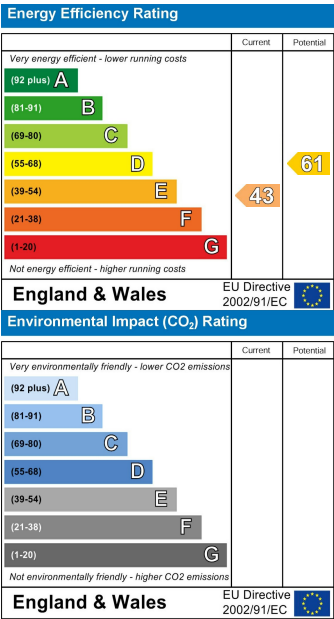 Energy Efficiency Rating
Current Potential
Very energy efficient - lower running costs
(92 plus) A
(81-91) B
(69-80) C
(55-68) D
61
(39-54) E
43
(21-38) F
(1-20) G
Not energy efficient - higher running costs
England & Wales
EU Directive
2002/91/EC
Environmental Impact (CO₂) Rating
Current Potential
Very environmentally friendly - lower CO2 emissions
(92 plus) A
(81-91) B
(69-80) C
(55-68) D
(39-54) E
(21-38) F
(1-20) G
Not environmentally friendly - higher CO2 emissions
England & Wales
EU Directive
2002/91/EC